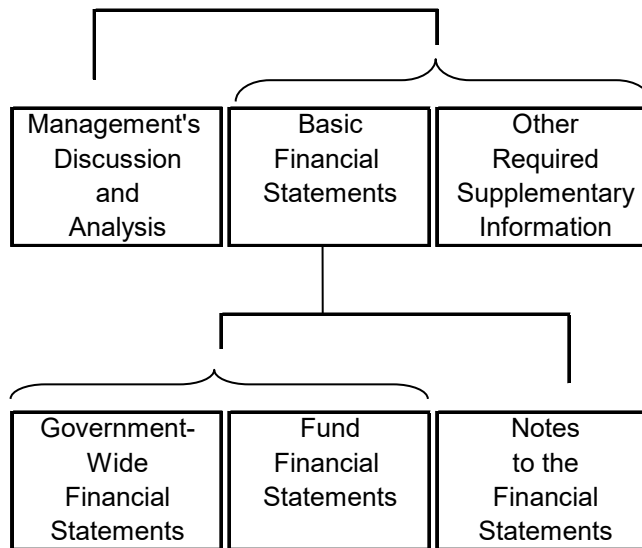 Management's
Discussion
and
Analysis
Basic
Financial
Statements
Other
Required
Supplementary
Information
Government-
Wide
Financial
Statements
Fund
Financial
Statements
Notes
to the
Financial
Statements